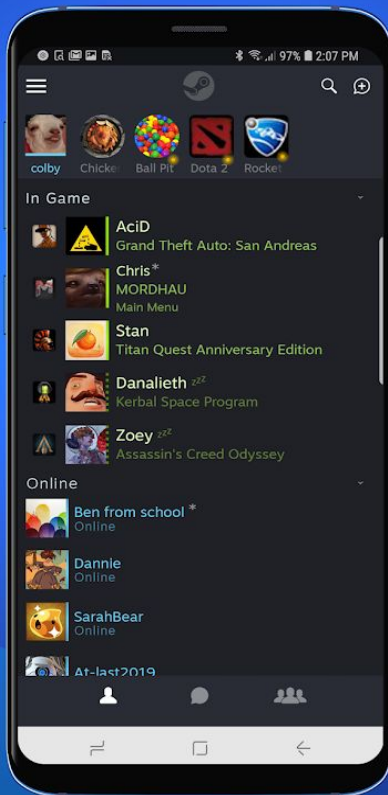 97% 2:07 PM
colby Chicke Ball Pit Dota 2 Rocket
In Game
AciD
Grand Theft Auto: San Andreas
Chris*
MORDHAU
Main Menu
Stan
Titan Quest Anniversary Edition
Danalieth zzz
Kerbal Space Program
Zoey zzz
Assassin's Creed Odyssey
Online
Ben from school *
Online
Dannie
Online
SarahBear
Online
At-last2019